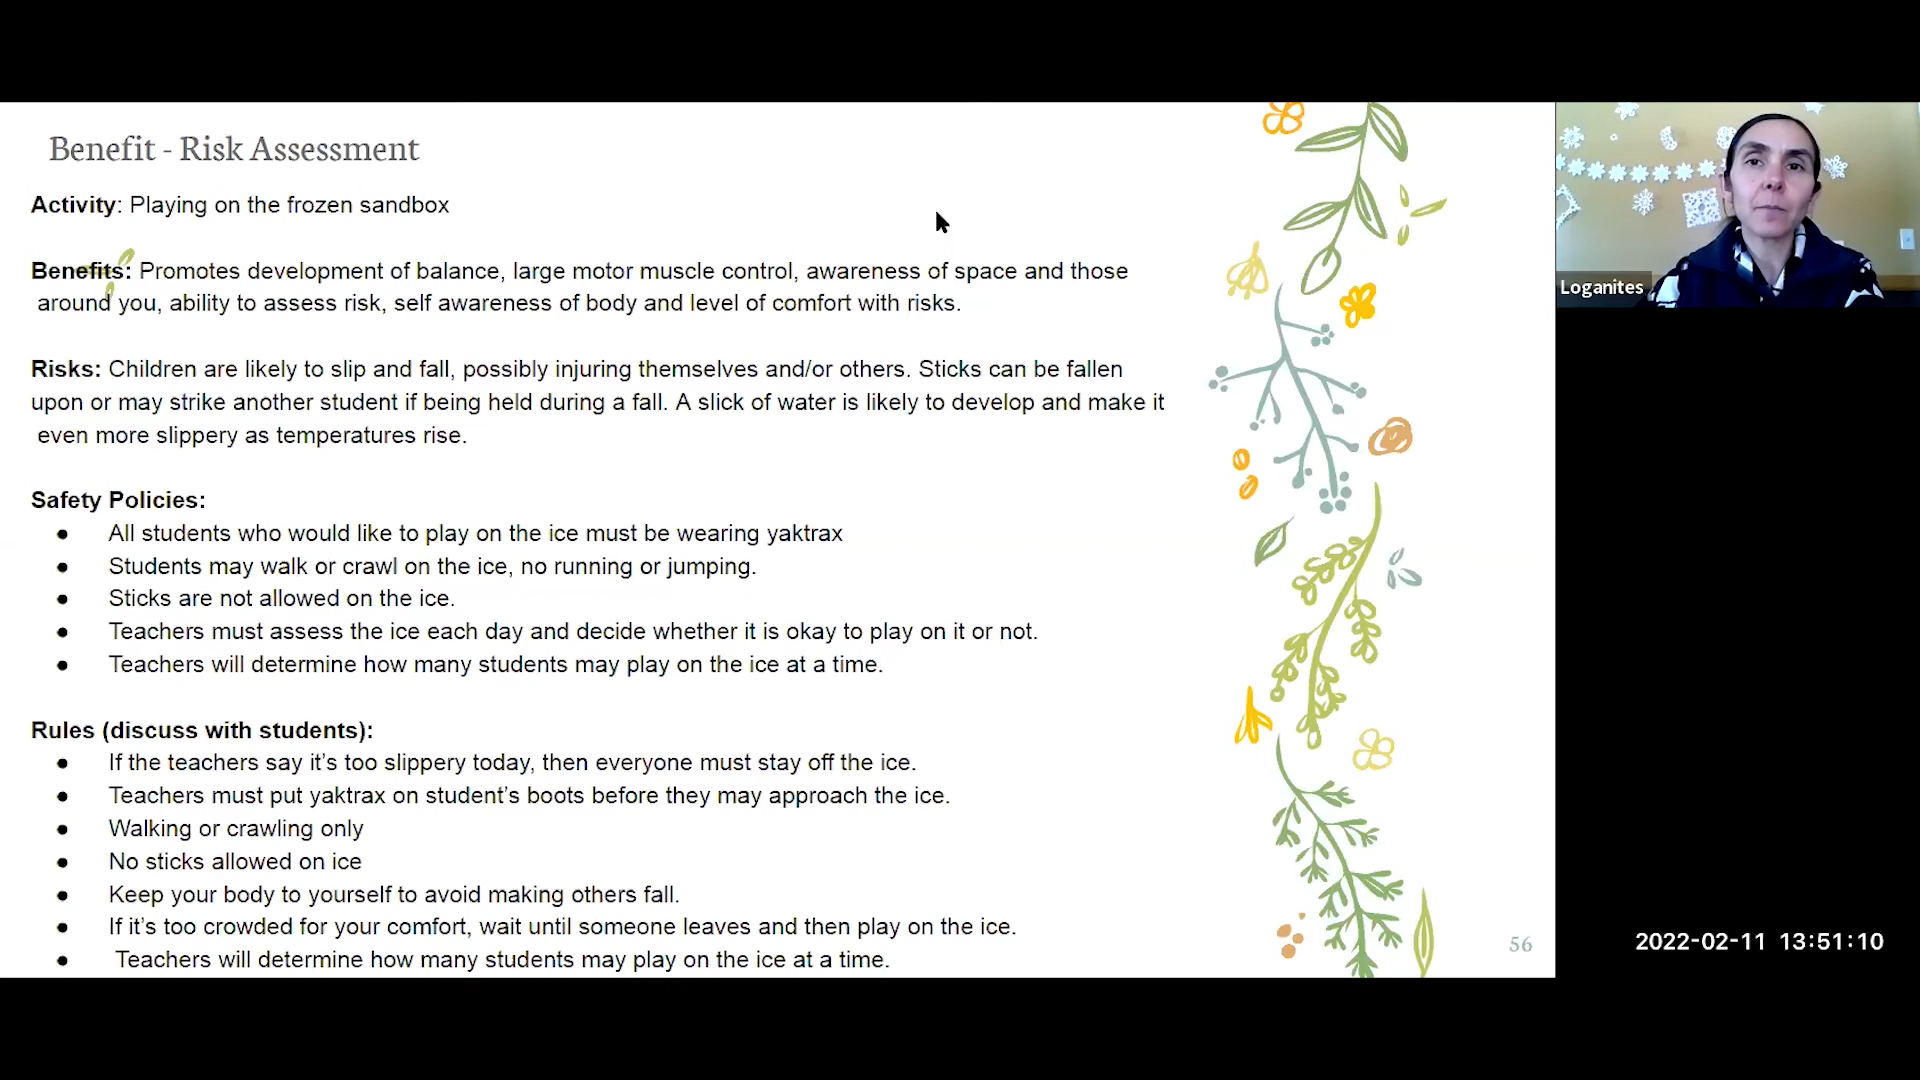 Benefit - Risk Assessment
Activity: Playing on the frozen sandbox
Benefits: Promotes development of balance, large motor muscle control, awareness of space and those
around you, ability to assess risk, self awareness of body and level of comfort with risks.
Risks: Children are likely to slip and fall, possibly injuring themselves and/or others. Sticks can be fallen
upon or may strike another student if being held during a fall. A slick of water is likely to develop and make it
even more slippery as temperatures rise.
Safety Policies:
● All students who would like to play on the ice must be wearing yaktrax
● Students may walk or crawl on the ice, no running or jumping.
● Sticks are not allowed on the ice.
● Teachers must assess the ice each day and decide whether it is okay to play on it or not.
● Teachers will determine how many students may play on the ice at a time.
Rules (discuss with students):
● If the teachers say it’s too slippery today, then everyone must stay off the ice.
● Teachers must put yaktrax on student’s boots before they may approach the ice.
● Walking or crawling only
● No sticks allowed on ice
● Keep your body to yourself to avoid making others fall.
● If it’s too crowded for your comfort, wait until someone leaves and then play on the ice.
● Teachers will determine how many students may play on the ice at a time.
56
Loganites
2022-02-11 13:51:10